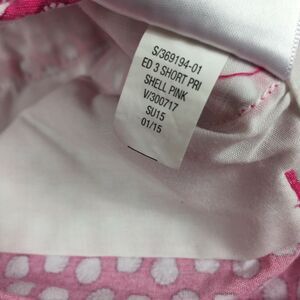 S/369194-01
ED 3 SHORT PRI
SHELL PINK
V/300717
SU15
01/15